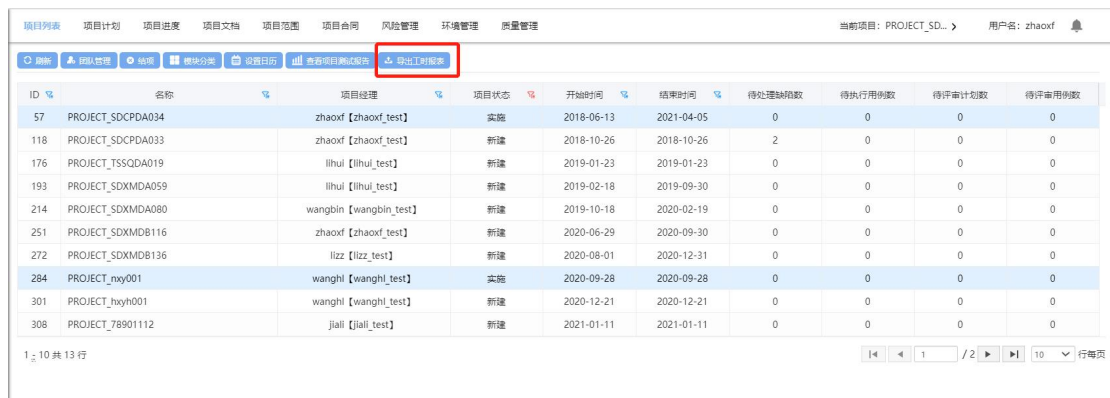 项目列表 项目计划 项目进度 项目文档 项目范围 项目合同 风险管理 环境管理 质量管理 当前项目：PROJECT_SD... 用户名：zhaoxf
刷新 团队管理 结项 模块分类 设置日历 查看项目测试报告 导出工时报表
ID 名称 项目经理 项目状态 开始时间 结束时间 待处理缺陷数 待执行用例数 待评审计划数 待评审用例数
57 PROJECT_SDCPDA034 zhaoxf【zhaoxf_test】 实施 2018-06-13 2021-04-05 0 0 0 0
118 PROJECT_SDCPDA033 zhaoxf【zhaoxf_test】 新建 2018-10-26 2018-10-26 2 0 0 0
176 PROJECT_TSSQDA019 lihui【lihui_test】 新建 2019-01-23 2019-01-23 0 0 0 0
193 PROJECT_SDXMDA059 lihui【lihui_test】 新建 2019-02-18 2019-09-30 0 0 0 0
214 PROJECT_SDXMDA080 wangbin【wangbin_test】 新建 2019-10-18 2020-02-19 0 0 0 0
251 PROJECT_SDXMDB116 zhaoxf【zhaoxf_test】 新建 2020-06-29 2020-09-30 0 0 0 0
272 PROJECT_SDXMDB136 lizz【lizz_test】 新建 2020-08-01 2020-12-31 0 0 0 0
284 PROJECT_nxy001 wanghl【wanghl_test】 实施 2020-09-28 2020-09-28 0 0 0 0
301 PROJECT_hxyh001 wanghl【wanghl_test】 新建 2020-12-21 2020-12-21 0 0 0 0
308 PROJECT_78901112 jiali【jiali_test】 新建 2021-01-11 2021-01-11 0 0 0 0
1 - 10 共 13 行 1 / 2 10 行每页